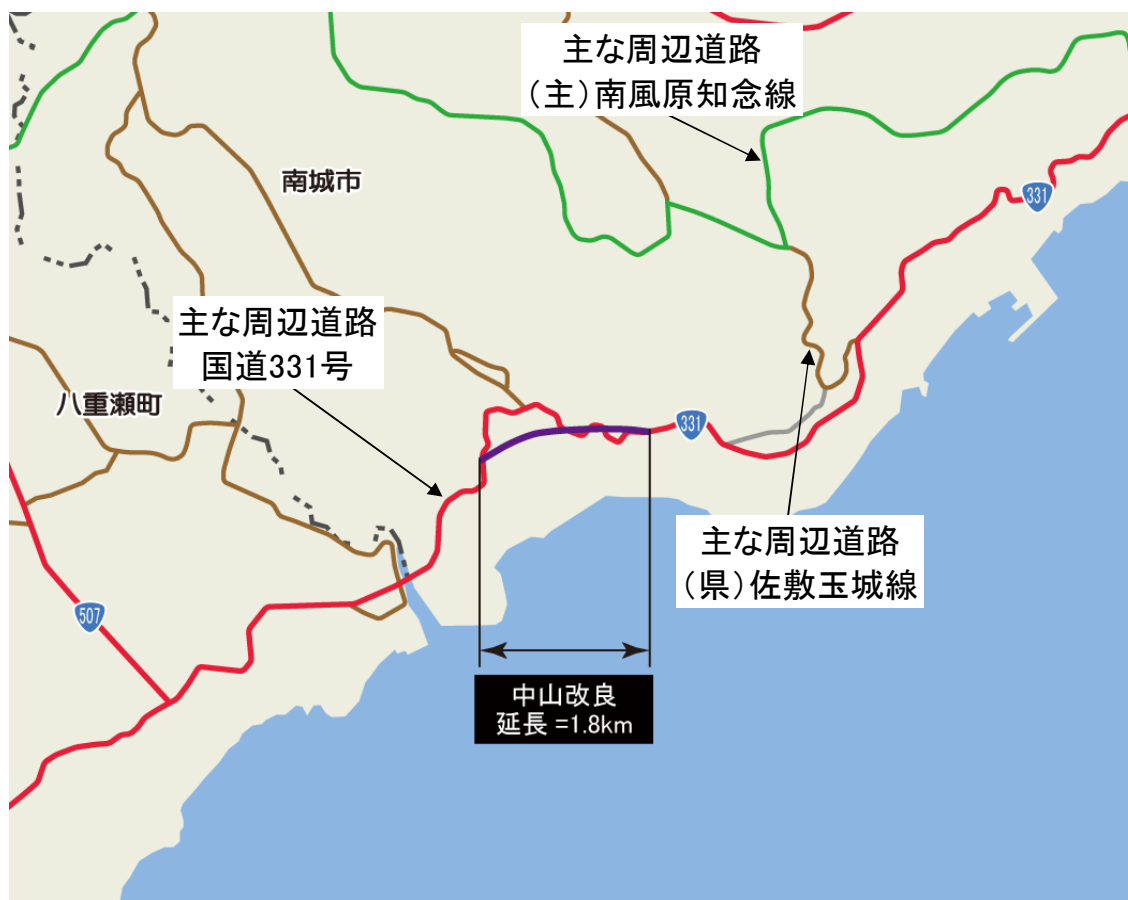 主な周辺道路
（主）南風原知念線
331
南城市
主な周辺道路
国道331号
八重瀬町
331
主な周辺道路
（県）佐敷玉城線
507
中山改良
延長 =1.8km